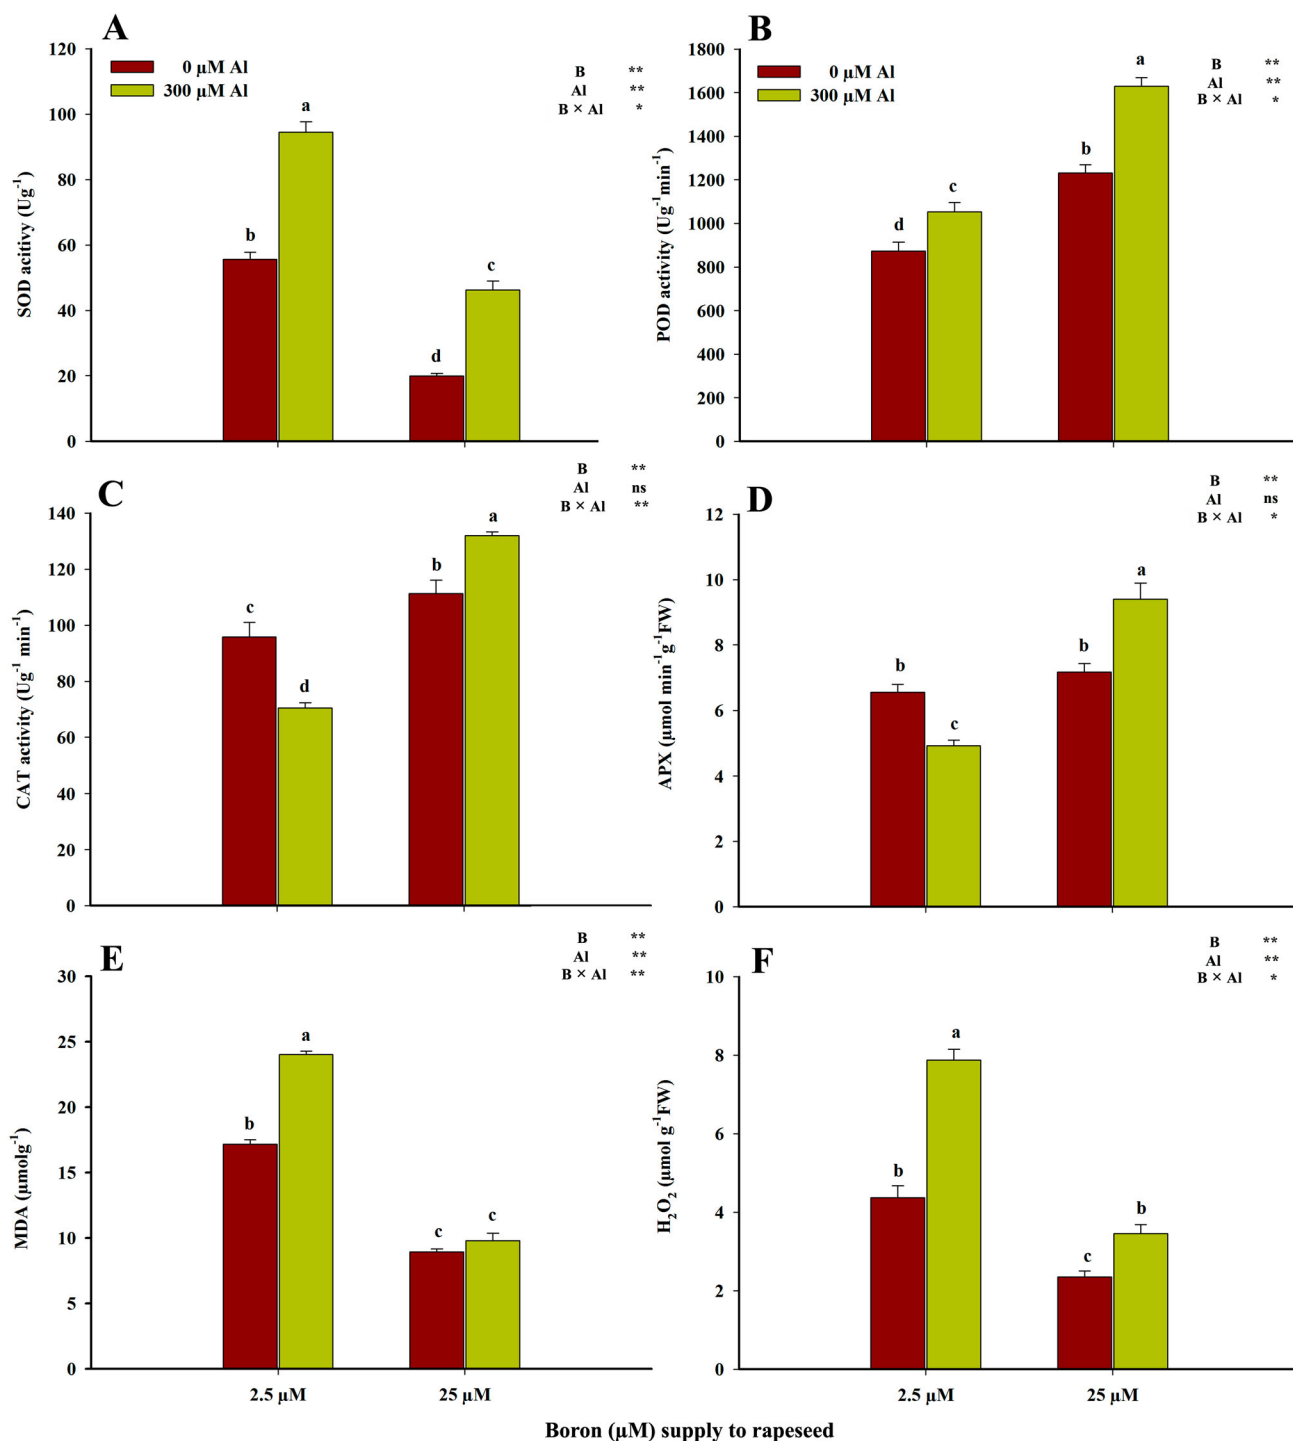 A
120
100
80
60
40
20
0
SOD acitivy (Ug⁻¹)
0 µM Al
300 µM Al
B **
Al **
B × Al *
b
a
d
c
B
1800
1600
1400
1200
1000
800
600
400
200
0
POD activity (Ug⁻¹min⁻¹)
0 µM Al
300 µM Al
B **
Al **
B × Al *
d
c
b
a
C
140
120
100
80
60
40
20
0
CAT activity (Ug⁻¹ min⁻¹)
B **
Al ns
B × Al **
c
d
b
a
D
12
10
8
6
4
2
0
APX (µmol min⁻¹g⁻¹FW)
B **
Al ns
B × Al *
b
c
b
a
E
30
25
20
15
10
5
0
MDA (µmolg⁻¹)
B **
Al **
B × Al **
b
a
c
c
2.5 µM
25 µM
F
10
8
6
4
2
0
H₂O₂ (µmol g⁻¹FW)
B **
Al **
B × Al *
b
a
c
b
2.5 µM
25 µM
Boron (µM) supply to rapeseed